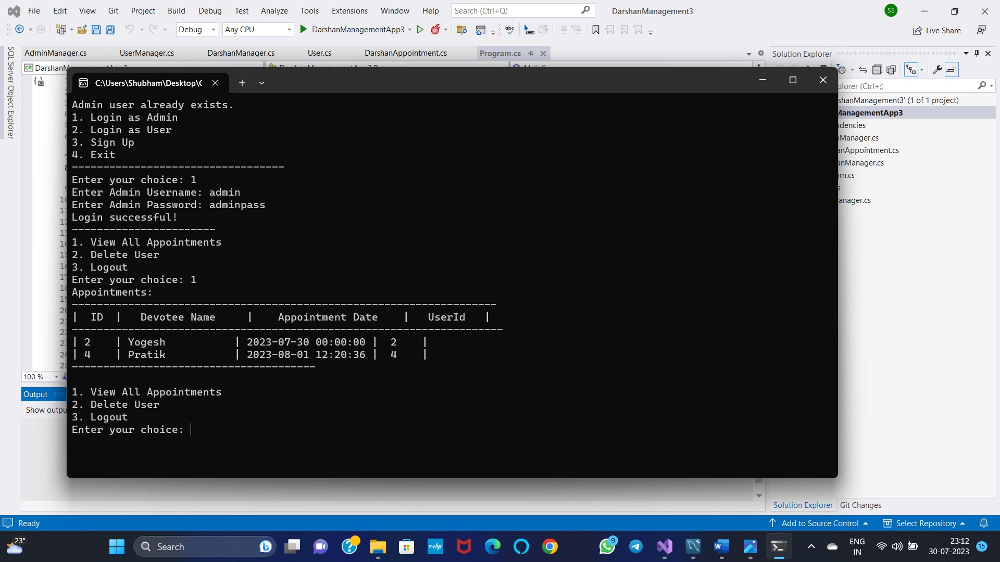 File Edit View Git Project Build Debug Test Analyze Tools Extensions Window Help Search (Ctrl+Q) DarshanManagement3 SS
Debug Any CPU DarshanManagementApp3 Live Share
SQL Server Object Explorer
AdminManager.cs UserManager.cs DarshanManager.cs User.cs DarshanAppointment.cs Program.cs
Solution Explorer
C:\Users\Shubham\Desktop\C
Admin user already exists.
1. Login as Admin
2. Login as User
3. Sign Up
4. Exit
----------------------------------
Enter your choice: 1
Enter Admin Username: admin
Enter Admin Password: adminpass
Login successful!
-----------------------
1. View All Appointments
2. Delete User
3. Logout
Enter your choice: 1
Appointments:
--------------------------------------------------------------------
| ID | Devotee Name | Appointment Date | UserId |
---------------------------------------------------------------------
| 2 | Yogesh | 2023-07-30 00:00:00 | 2 |
| 4 | Pratik | 2023-08-01 12:20:36 | 4 |
---------------------------------------
1. View All Appointments
2. Delete User
3. Logout
Enter your choice:
plorer (Ctrl+;)
shanManagement3' (1 of 1 project)
ManagementApp3
ndencies
nManager.cs
anAppointment.cs
anManager.cs
am.cs
s
anager.cs
100 %
Output
Show outpu
Solution Explorer Git Changes
Ready Add to Source Control Select Repository
23° Search myhp 9 ENG IN 23:12 30-07-2023 15